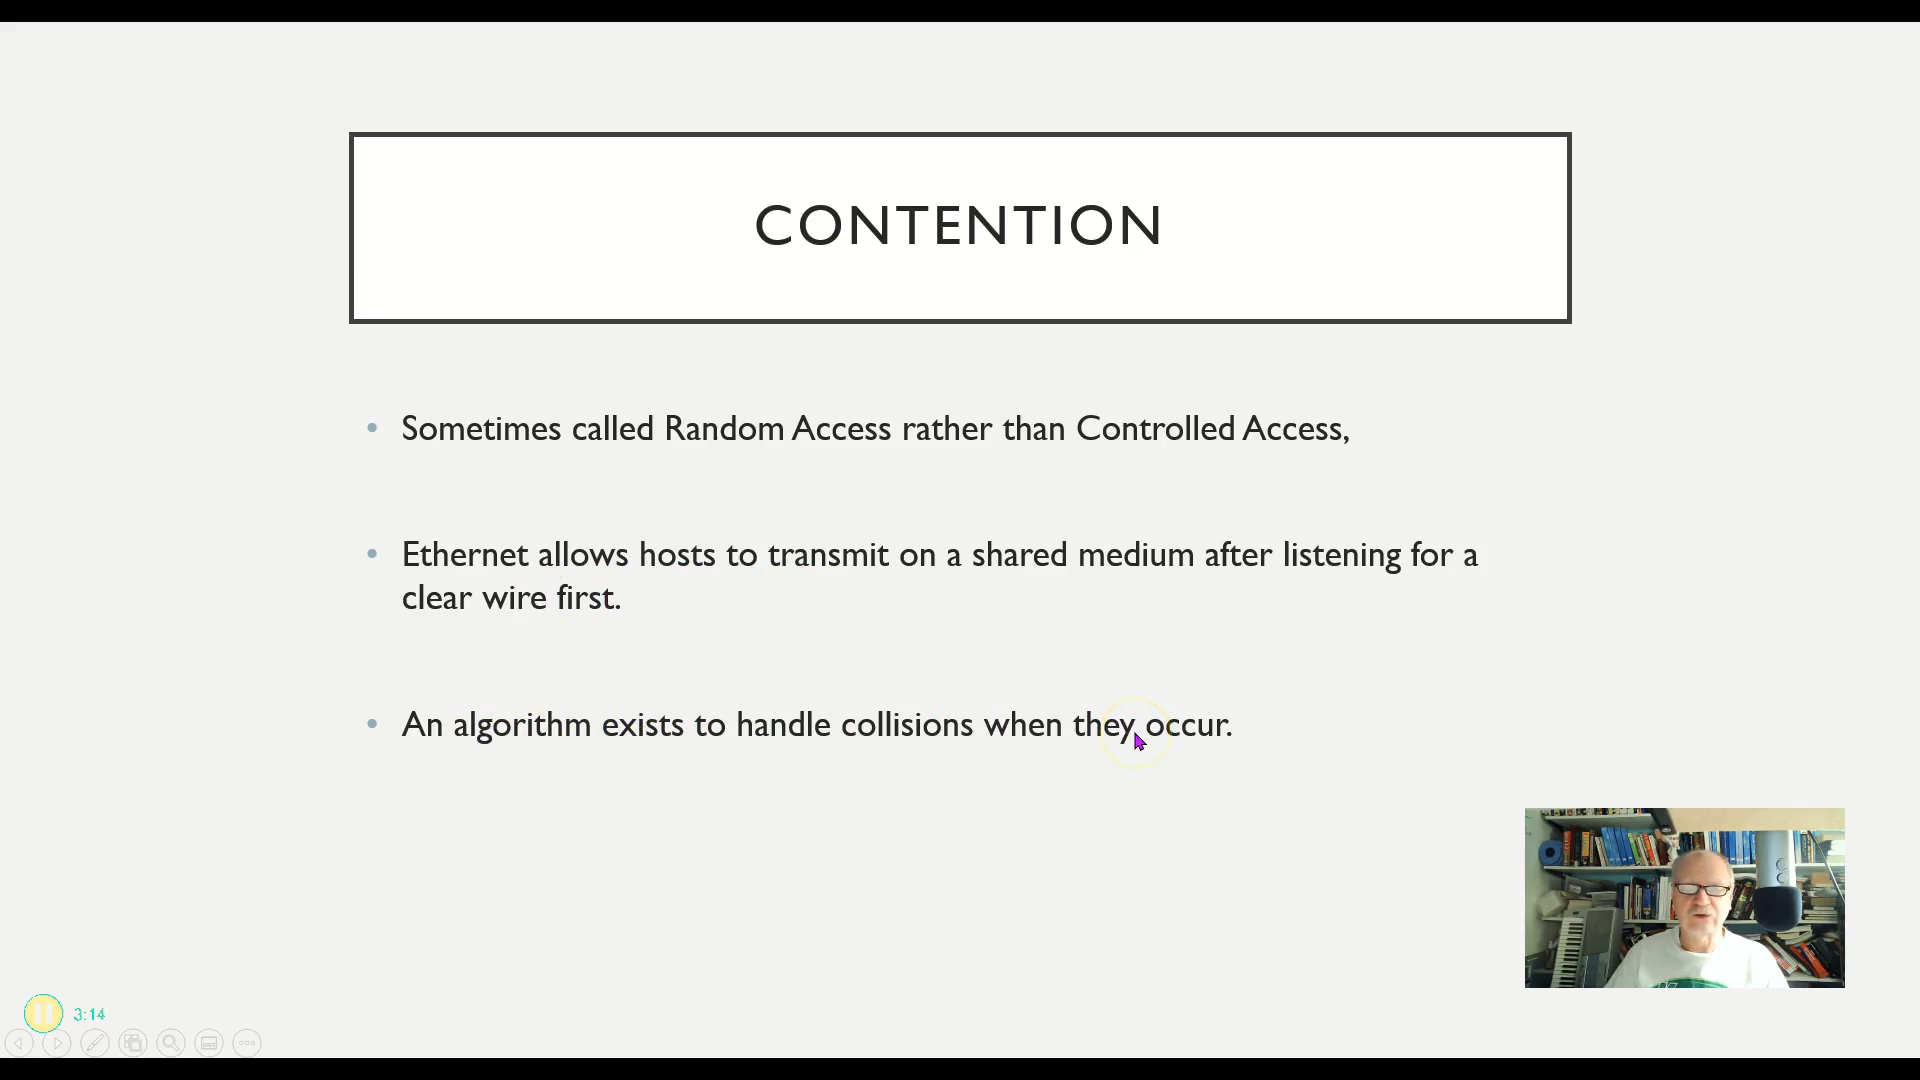 CONTENTION
• Sometimes called Random Access rather than Controlled Access,
• Ethernet allows hosts to transmit on a shared medium after listening for a
clear wire first.
• An algorithm exists to handle collisions when they occur.
3:14